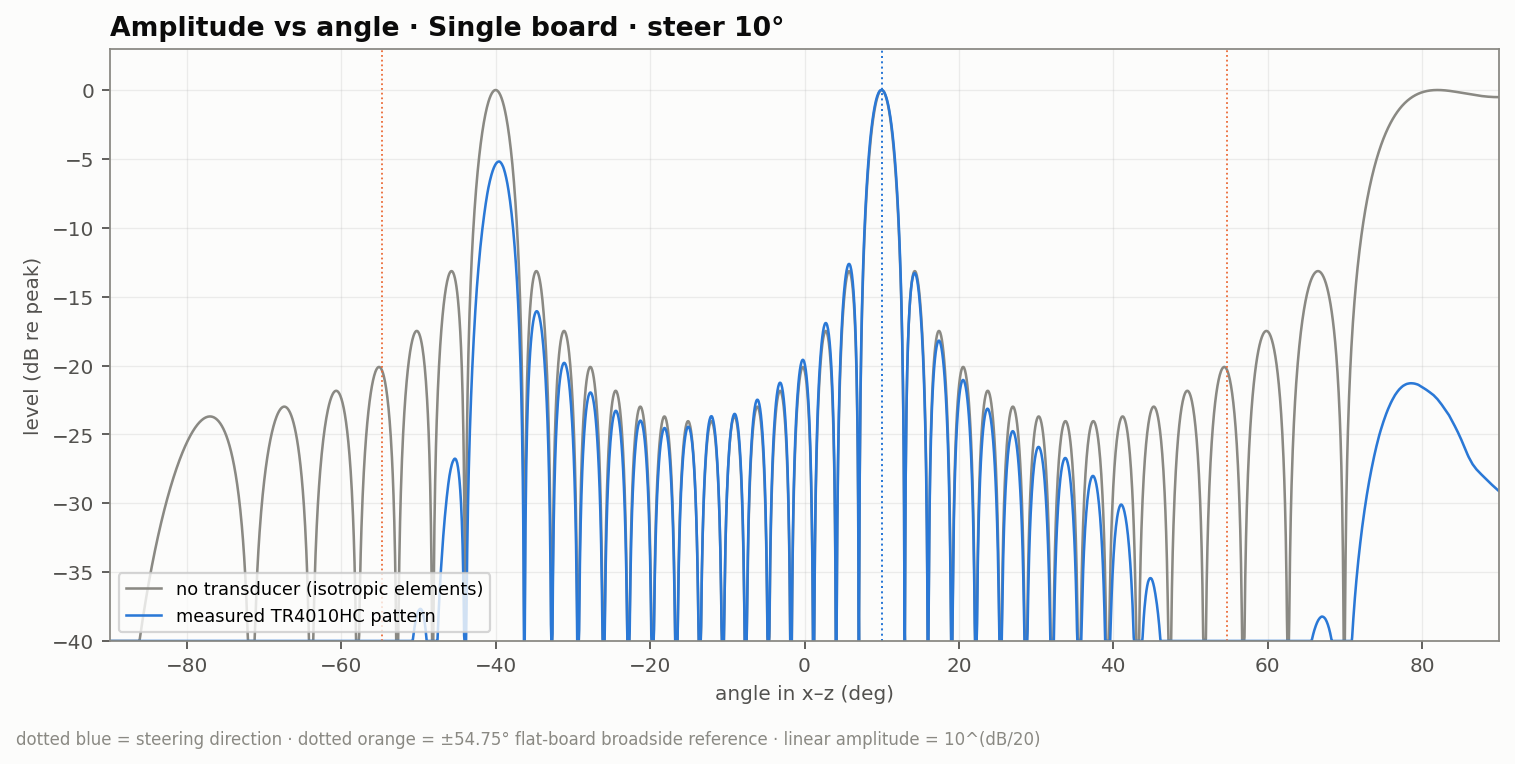 Amplitude vs angle · Single board · steer 10°
level (dB re peak)
0
−5
−10
−15
−20
−25
−30
−35
−40
no transducer (isotropic elements)
measured TR4010HC pattern
−80 −60 −40 −20 0 20 40 60 80
angle in x–z (deg)
dotted blue = steering direction · dotted orange = ±54.75° flat-board broadside reference · linear amplitude = 10^(dB/20)